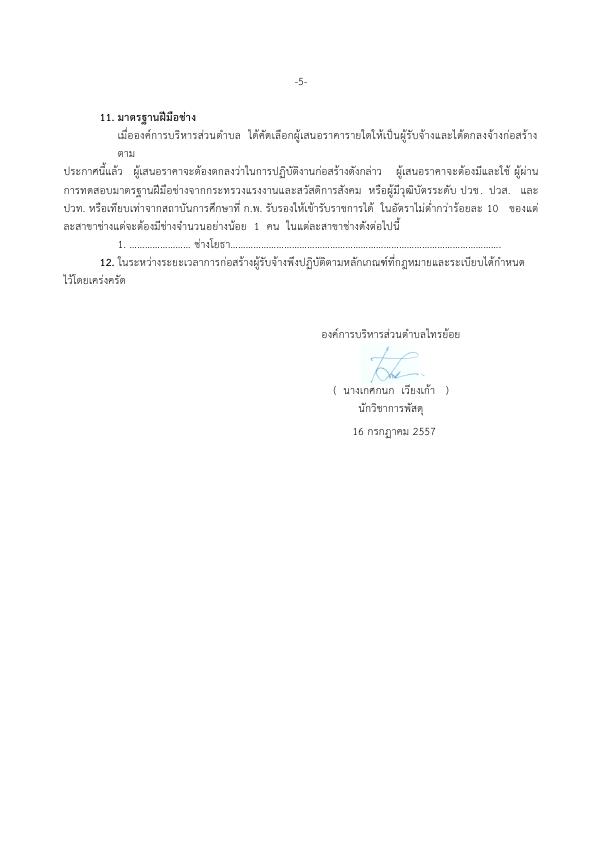 -5-
11. มาตรฐานฝีมือช่าง
เมื่อองค์การบริหารส่วนตำบล ได้คัดเลือกผู้เสนอราคารายใดให้เป็นผู้รับจ้างและได้ตกลงจ้างก่อสร้าง
ตาม
ประกาศนี้แล้ว ผู้เสนอราคาจะต้องตกลงว่าในการปฏิบัติงานก่อสร้างดังกล่าว ผู้เสนอราคาจะต้องมีและใช้ ผู้ผ่าน
การทดสอบมาตรฐานฝีมือช่างจากกระทรวงแรงงานและสวัสดิการสังคม หรือผู้มีวุฒิบัตรระดับ ปวช. ปวส. และ
ปวท. หรือเทียบเท่าจากสถาบันการศึกษาที่ ก.พ. รับรองให้เข้ารับราชการได้ ในอัตราไม่ต่ำกว่าร้อยละ 10 ของแต่
ละสาขาช่างแต่จะต้องมีช่างจำนวนอย่างน้อย 1 คน ในแต่ละสาขาช่างดังต่อไปนี้
1. ........................ ช่างโยธา..........................................................................................................
12. ในระหว่างระยะเวลาการก่อสร้างผู้รับจ้างพึงปฏิบัติตามหลักเกณฑ์ที่กฎหมายและระเบียบได้กำหนด
ไว้โดยเคร่งครัด
องค์การบริหารส่วนตำบลไทรย้อย
( นางเกศกนก เวียงเก้า )
นักวิชาการพัสดุ
16 กรกฎาคม 2557